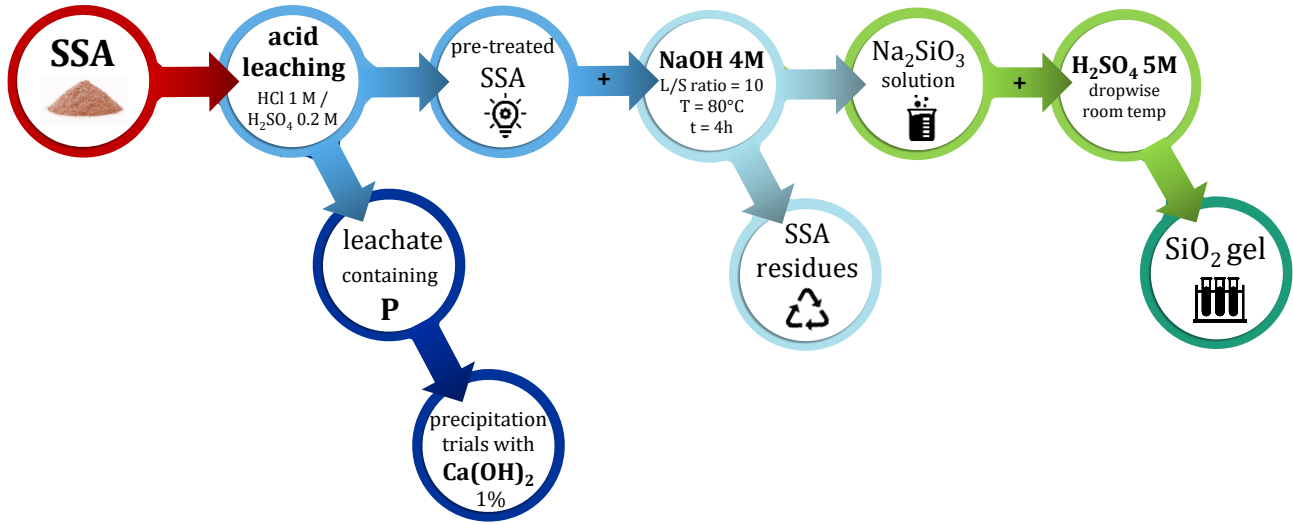 SSA
acid
leaching
HCl 1 M /
H₂SO₄ 0.2 M
pre-treated
SSA
+
NaOH 4M
L/S ratio = 10
T = 80°C
t = 4h
Na₂SiO₃
solution
+
H₂SO₄ 5M
dropwise
room temp
leachate
containing
P
SSA
residues
SiO₂ gel
precipitation
trials with
Ca(OH)₂
1%